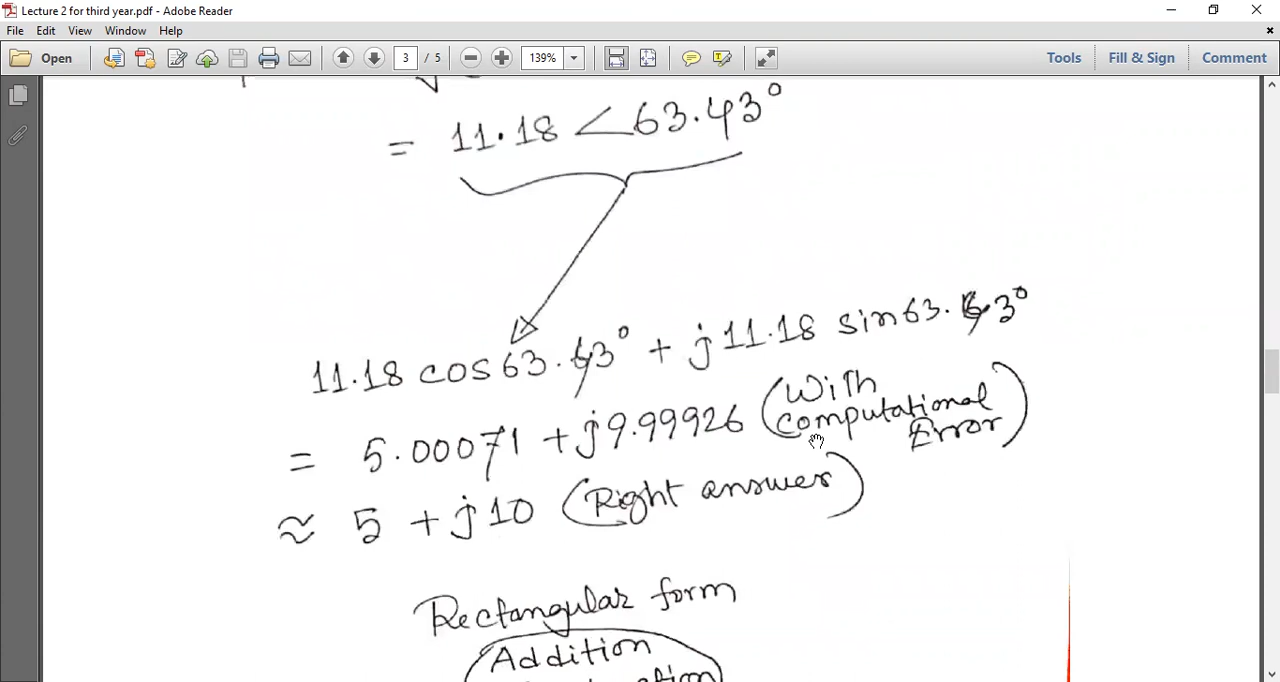 Lecture 2 for third year.pdf - Adobe Reader
File Edit View Window Help
Open 3 / 5 139% Tools Fill & Sign Comment
= 11.18 ∠63.43°
11.18 cos 63.43° + j 11.18 sin 63.43°
= 5.00071 + j9.99926 (With computational Error)
≈ 5 + j10 (Right answer)
Rectangular form
Addition